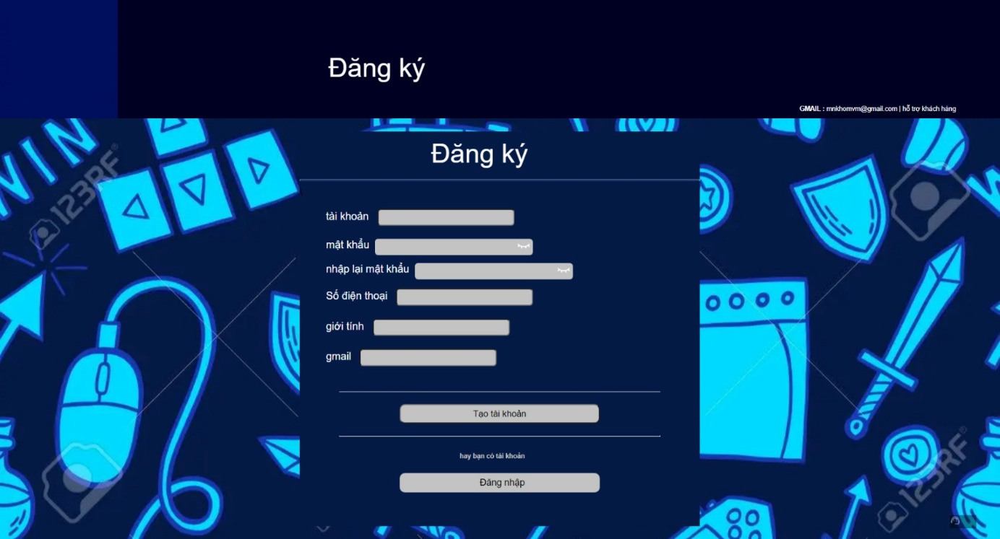 Đăng ký
GMAIL : mnkhomvm@gmail.com | hỗ trợ khách hàng
WIN
123RF
Đăng ký
tài khoản
mật khẩu
nhập lại mật khẩu
Số điện thoại
giới tính
gmail
Tạo tài khoản
hay bạn có tài khoản
Đăng nhập
123RF